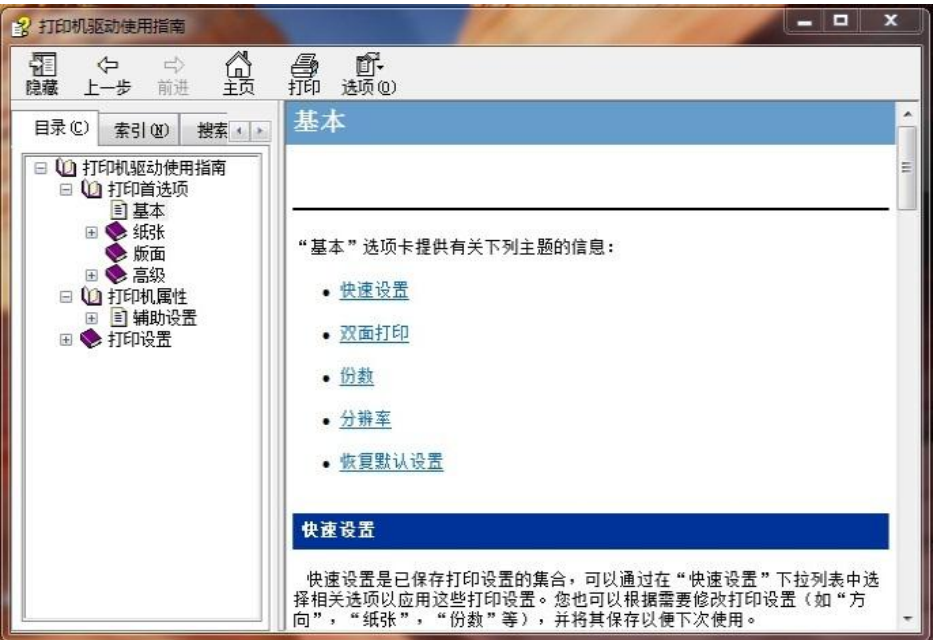 打印机驱动使用指南
隐藏 上一步 前进 主页 打印 选项(O)
目录(C) 索引(N) 搜索
打印机驱动使用指南
打印首选项
基本
纸张
版面
高级
打印机属性
辅助设置
打印设置
基本
“基本”选项卡提供有关下列主题的信息：
• 快速设置
• 双面打印
• 份数
• 分辨率
• 恢复默认设置
快速设置
快速设置是已保存打印设置的集合，可以通过在“快速设置”下拉列表中选
择相关选项以应用这些打印设置。您也可以根据需要修改打印设置（如“方
向”，“纸张”，“份数”等），并将其保存以便下次使用。